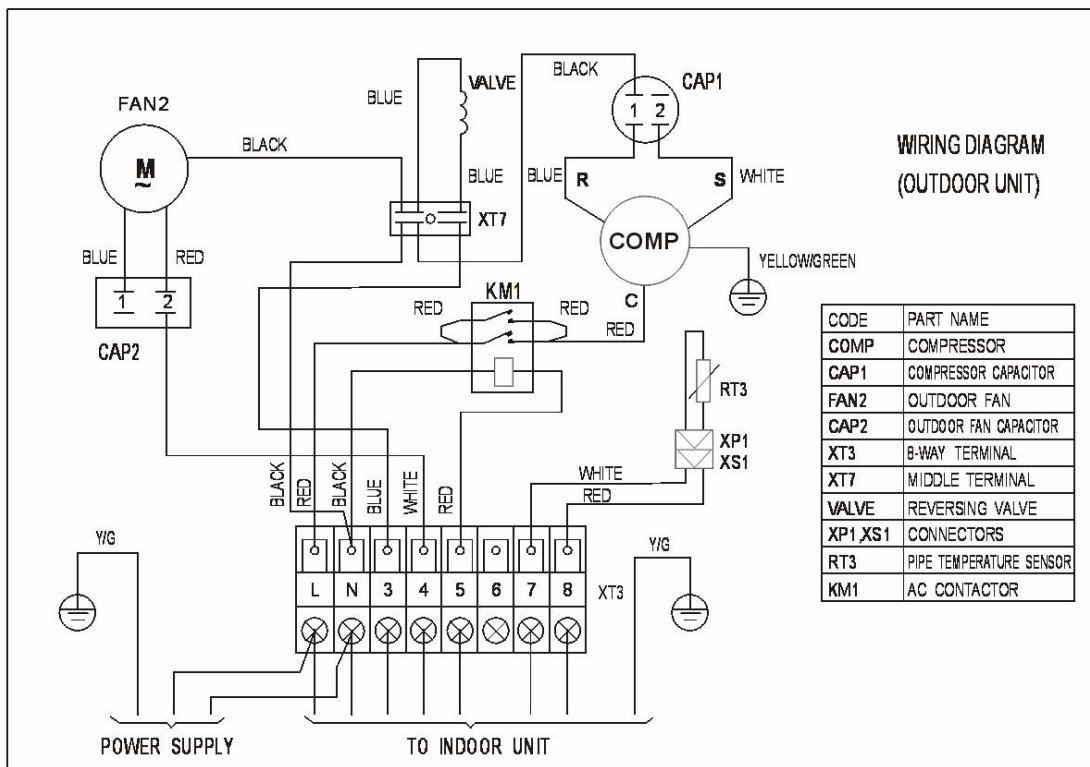 WIRING DIAGRAM
(OUTDOOR UNIT)
FAN2
M
~
BLACK
BLUE
RED
1 2
CAP2
BLUE
VALVE
BLUE
XT7
BLACK
CAP1
1 2
BLUE
R
S
WHITE
COMP
C
YELLOW/GREEN
KM1
RED
RED
RED
RT3
XP1
XS1
WHITE
RED
BLACK
RED
BLACK
BLUE
WHITE
RED
Y/G
Y/G
L N 3 4 5 6 7 8
XT3
POWER SUPPLY
TO INDOOR UNIT
CODE PART NAME
COMP COMPRESSOR
CAP1 COMPRESSOR CAPACITOR
FAN2 OUTDOOR FAN
CAP2 OUTDOOR FAN CAPACITOR
XT3 8-WAY TERMINAL
XT7 MIDDLE TERMINAL
VALVE REVERSING VALVE
XP1,XS1 CONNECTORS
RT3 PIPE TEMPERATURE SENSOR
KM1 AC CONTACTOR